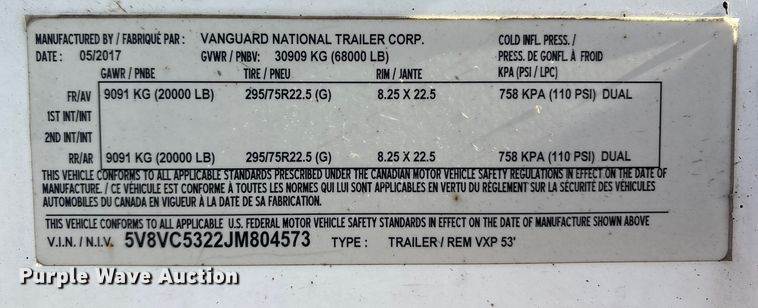 MANUFACTURED BY / FABRIQUÉ PAR : VANGUARD NATIONAL TRAILER CORP. COLD INFL. PRESS. /
DATE : 05/2017 GVWR / PNBV: 30909 KG (68000 LB) PRESS. DE GONFL. À FROID
GAWR / PNBE TIRE / PNEU RIM / JANTE KPA (PSI / LPC)
FR/AV 9091 KG (20000 LB) 295/75R22.5 (G) 8.25 X 22.5 758 KPA (110 PSI) DUAL
1ST INT/INT
2ND INT/INT
RR/AR 9091 KG (20000 LB) 295/75R22.5 (G) 8.25 X 22.5 758 KPA (110 PSI) DUAL
THIS VEHICLE CONFORMS TO ALL APPLICABLE STANDARDS PRESCRIBED UNDER THE CANADIAN MOTOR VEHICLE SAFETY REGULATIONS IN EFFECT ON THE DATE OF
MANUFACTURE. / CE VÉHICULE EST CONFORME À TOUTES LES NORMES QUI LUI SONT APPLICABLES EN VERTU DU RÈGLEMENT SUR LA SÉCURITÉ DES VÉHICULES
AUTOMOBILES DU CANADA EN VIGUEUR À LA DATE DE SA FABRICATION.
THIS VEHICLE CONFORMS TO ALL APPLICABLE U.S. FEDERAL MOTOR VEHICLE SAFETY STANDARDS IN EFFECT ON THE DATE OF MANUFACTURE SHOWN ABOVE
V.I.N. / N.I.V. 5V8VC5322JM804573 TYPE : TRAILER / REM VXP 53'
Purple Wave Auction